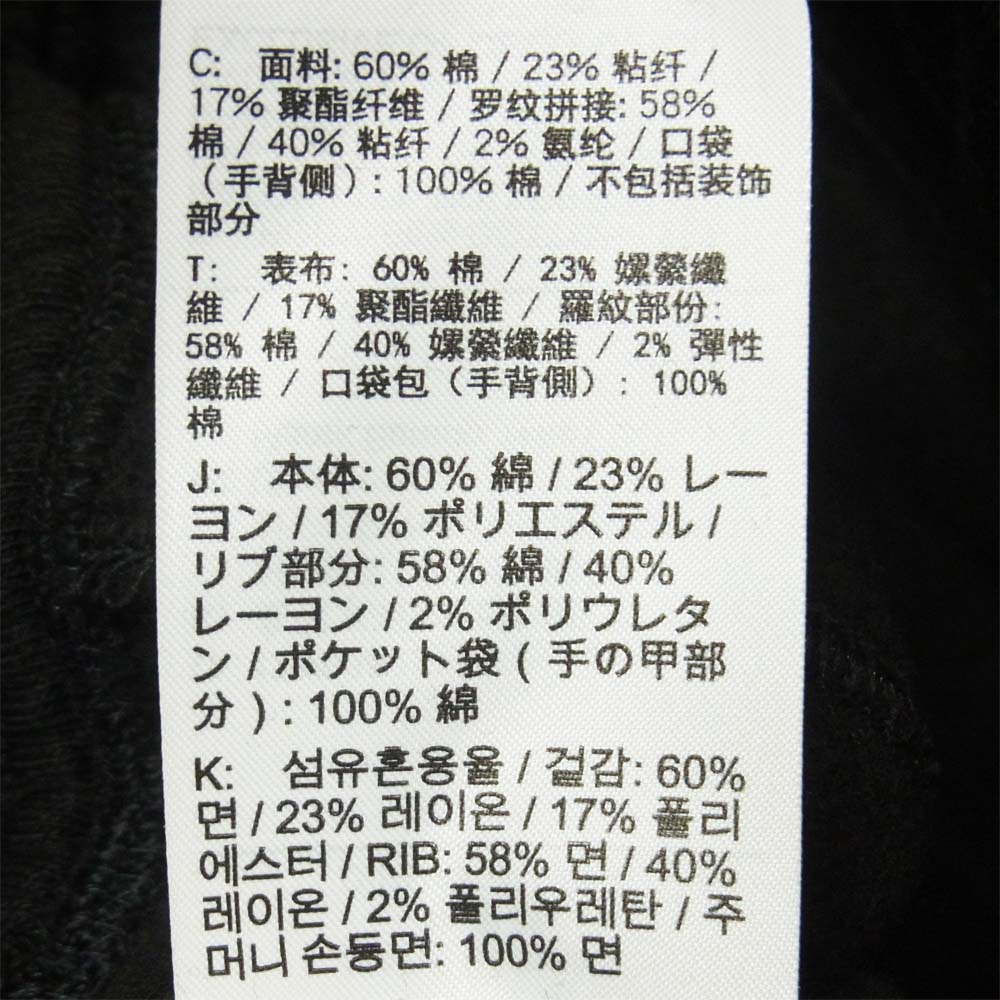 C: 面料: 60% 棉 / 23% 粘纤 /
17% 聚酯纤维 / 罗纹拼接: 58%
棉 / 40% 粘纤 / 2% 氨纶 / 口袋
（手背侧）: 100% 棉 / 不包括装饰
部分
T: 表布: 60% 棉 / 23% 嫘縈纖
維 / 17% 聚酯纖維 / 羅紋部份:
58% 棉 / 40% 嫘縈纖維 / 2% 彈性
纖維 / 口袋包（手背側）: 100%
棉
J: 本体: 60% 綿 / 23% レー
ヨン / 17% ポリエステル /
リブ部分: 58% 綿 / 40%
レーヨン / 2% ポリウレタ
ン / ポケット袋 ( 手の甲部
分 ) : 100% 綿
K: 섬유혼용율 / 겉감: 60%
면 / 23% 레이온 / 17% 폴리
에스터 / RIB: 58% 면 / 40%
레이온 / 2% 폴리우레탄 / 주
머니 손등면: 100% 면